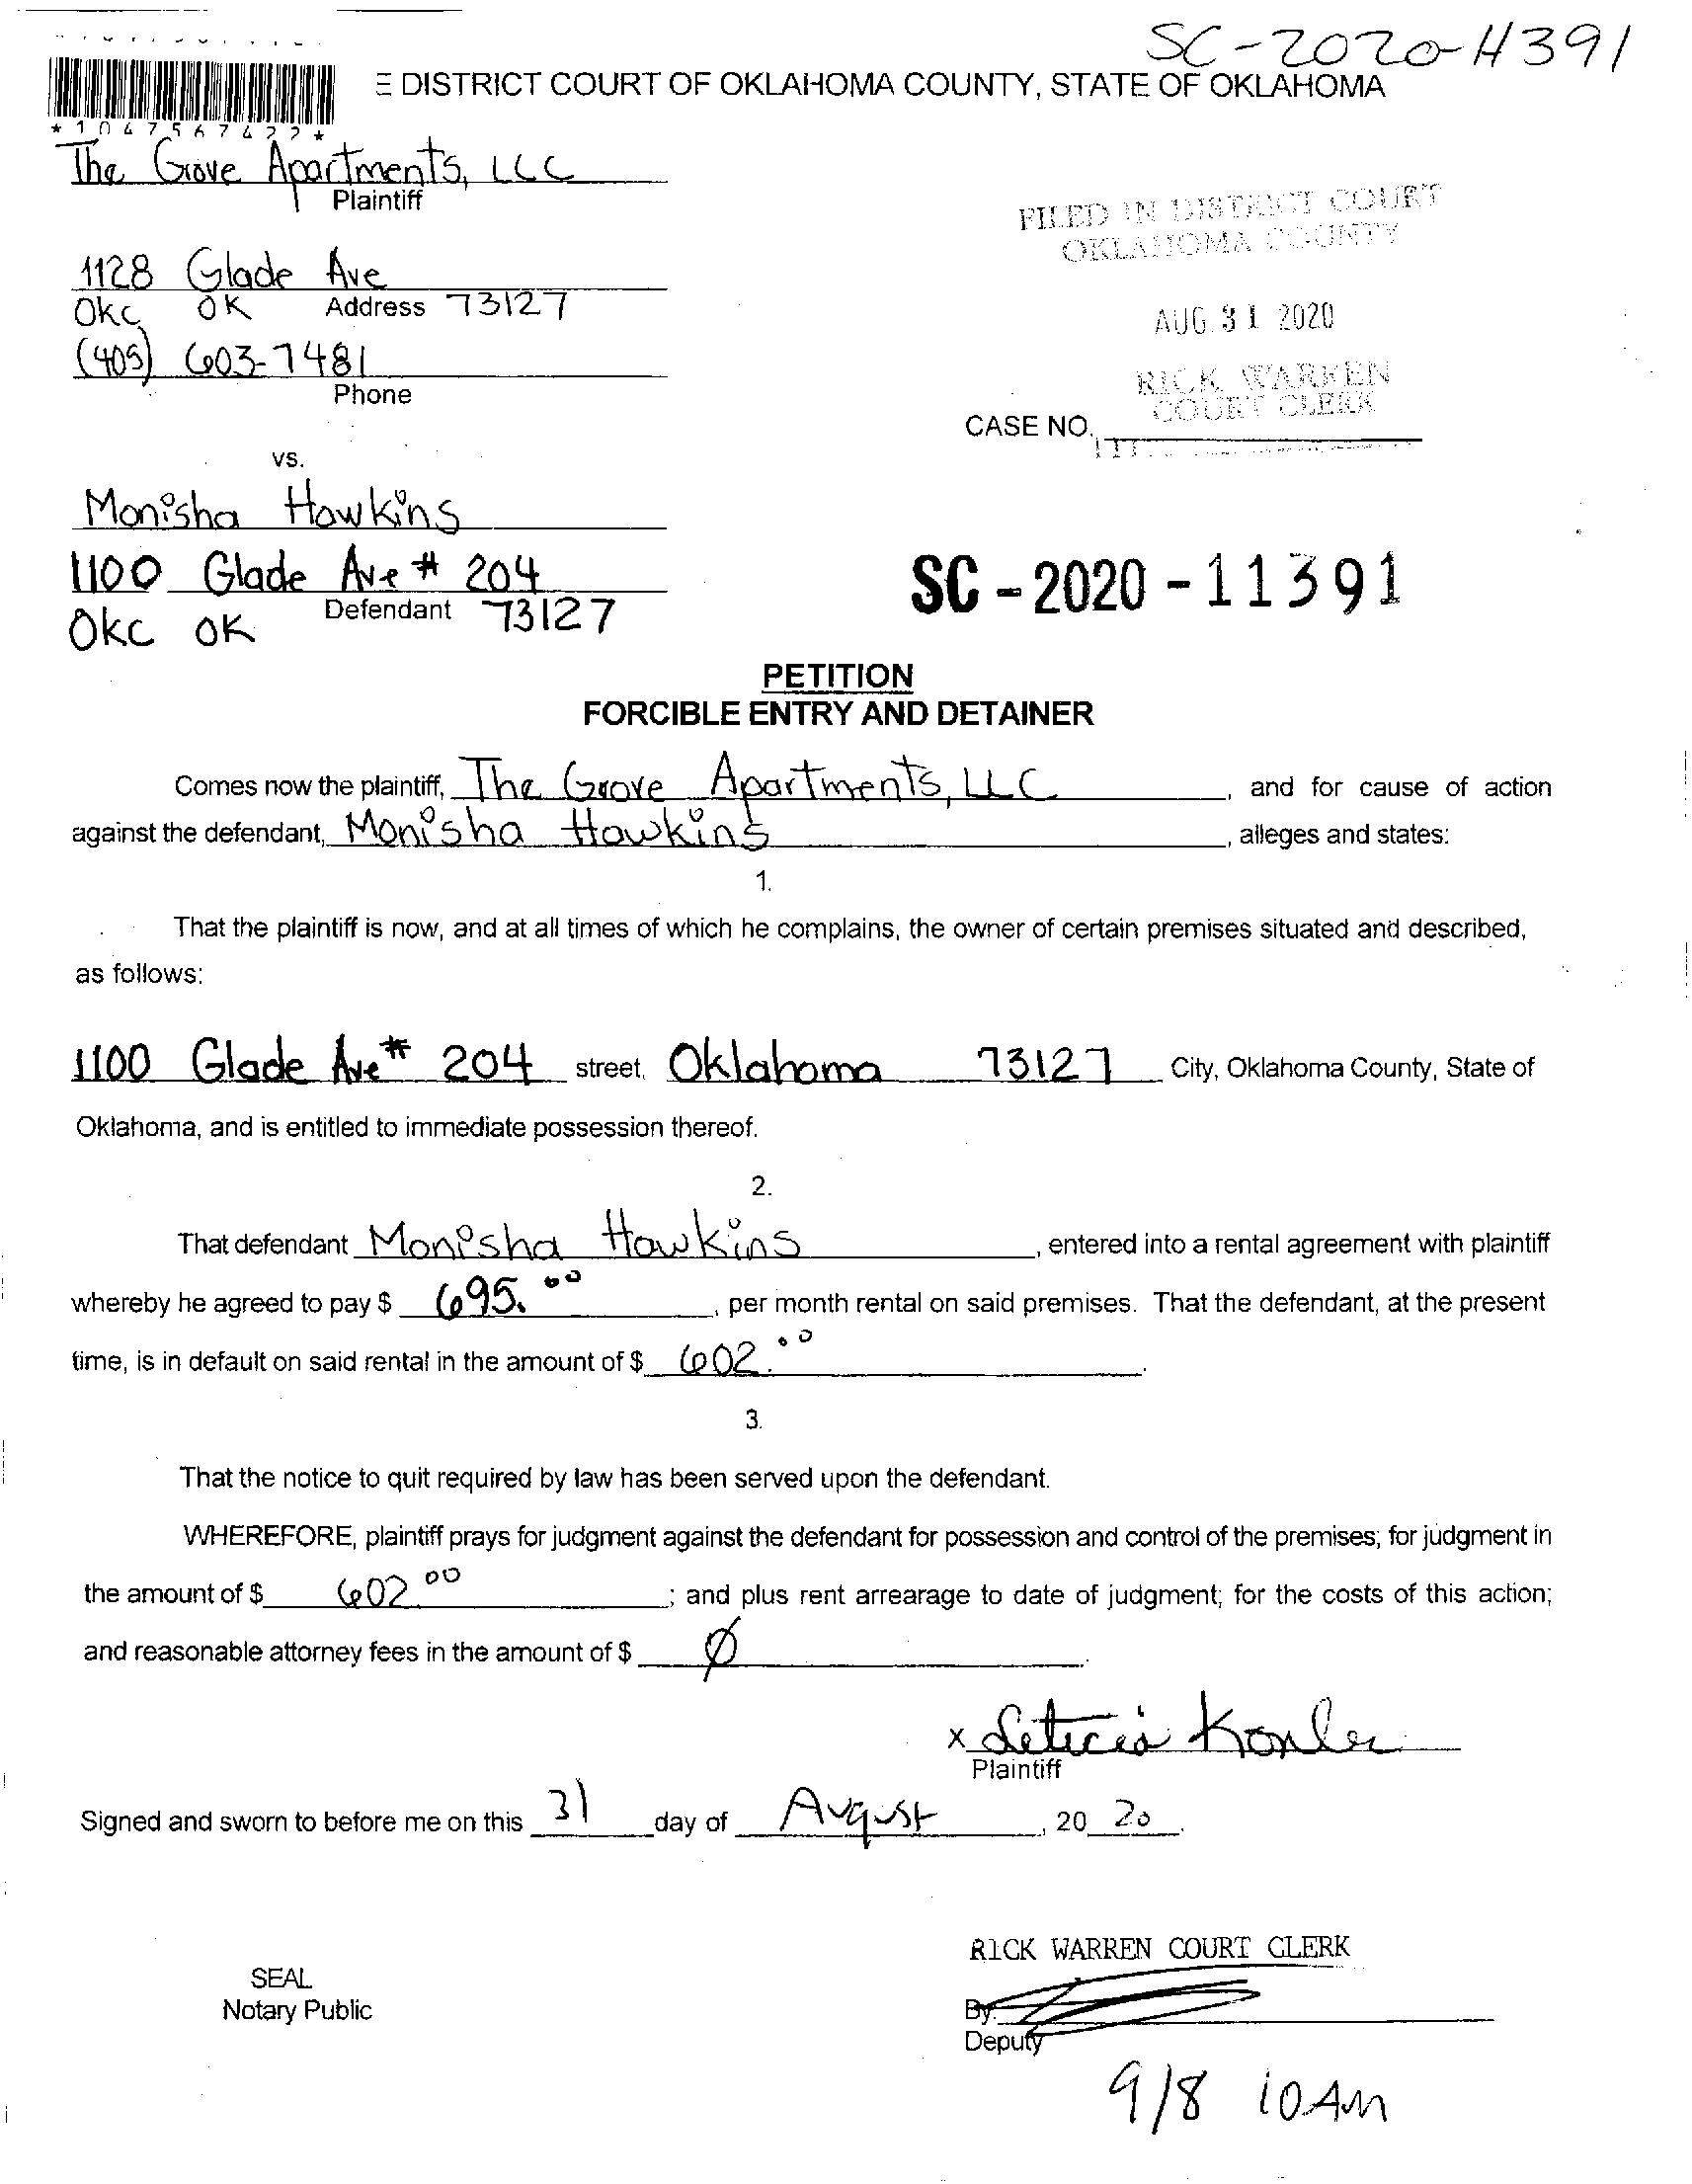 SC-2020-11391
E DISTRICT COURT OF OKLAHOMA COUNTY, STATE OF OKLAHOMA
*1047567422*
The Grove Apartments, LLC
Plaintiff
FILED IN DISTRICT COURT
OKLAHOMA COUNTY
1128 Glade Ave
OKC OK Address 73127
AUG 31 2020
(405) 603-7481
Phone
RICK WARREN
COURT CLERK
CASE NO.
vs.
Monisha Hawkins
1100 Glade Ave # 204
Defendant 73127
OKC OK
SC - 2020 - 11391
PETITION
FORCIBLE ENTRY AND DETAINER
Comes now the plaintiff, The Grove Apartments, LLC, and for cause of action
against the defendant, Monisha Hawkins, alleges and states:
1.
That the plaintiff is now, and at all times of which he complains, the owner of certain premises situated and described,
as follows:
1100 Glade Ave # 204 street, Oklahoma 73127 City, Oklahoma County, State of
Oklahoma, and is entitled to immediate possession thereof.
2.
That defendant Monisha Hawkins, entered into a rental agreement with plaintiff
whereby he agreed to pay $ 695.00, per month rental on said premises. That the defendant, at the present
time, is in default on said rental in the amount of $ 602.00.
3.
That the notice to quit required by law has been served upon the defendant.
WHEREFORE, plaintiff prays for judgment against the defendant for possession and control of the premises; for judgment in
the amount of $ 602.00; and plus rent arrearage to date of judgment; for the costs of this action;
and reasonable attorney fees in the amount of $ Ø.
x Leticia
Plaintiff
Signed and sworn to before me on this 31 day of August, 20 20.
RICK WARREN COURT CLERK
SEAL
Notary Public
By:
Deputy
9/8 10AM